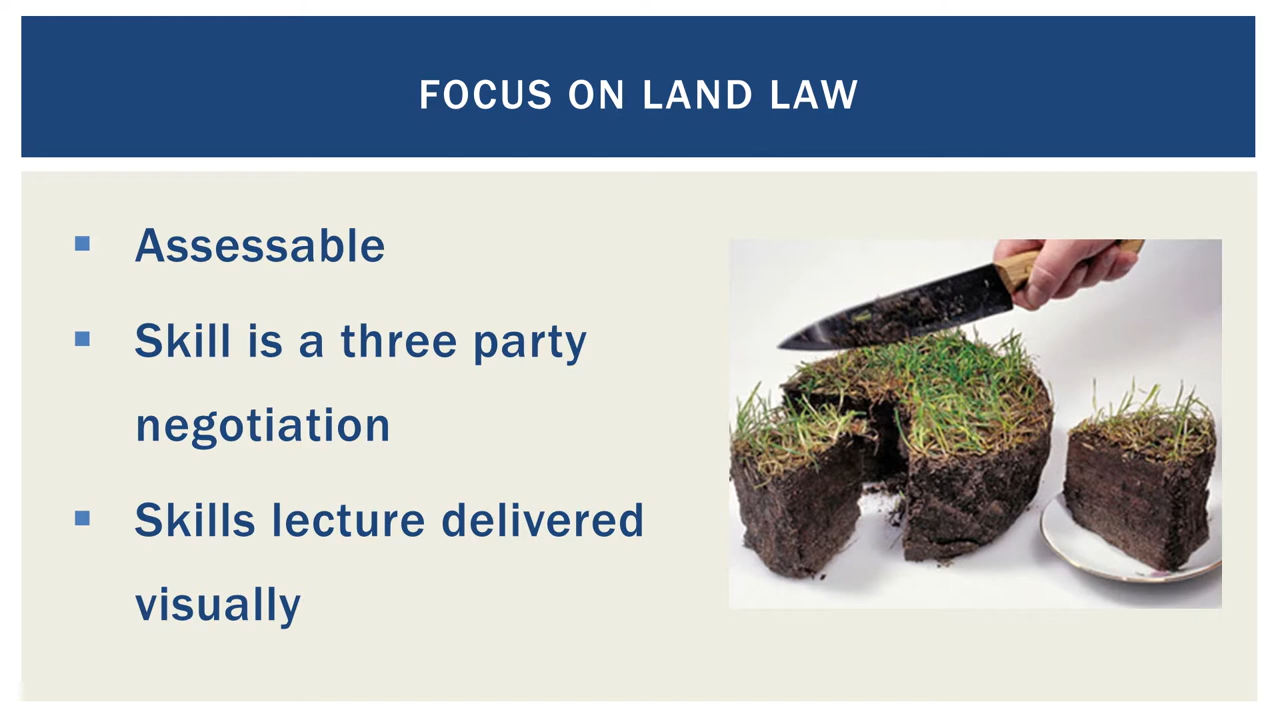 FOCUS ON LAND LAW
Assessable
Skill is a three party
negotiation
Skills lecture delivered
visually